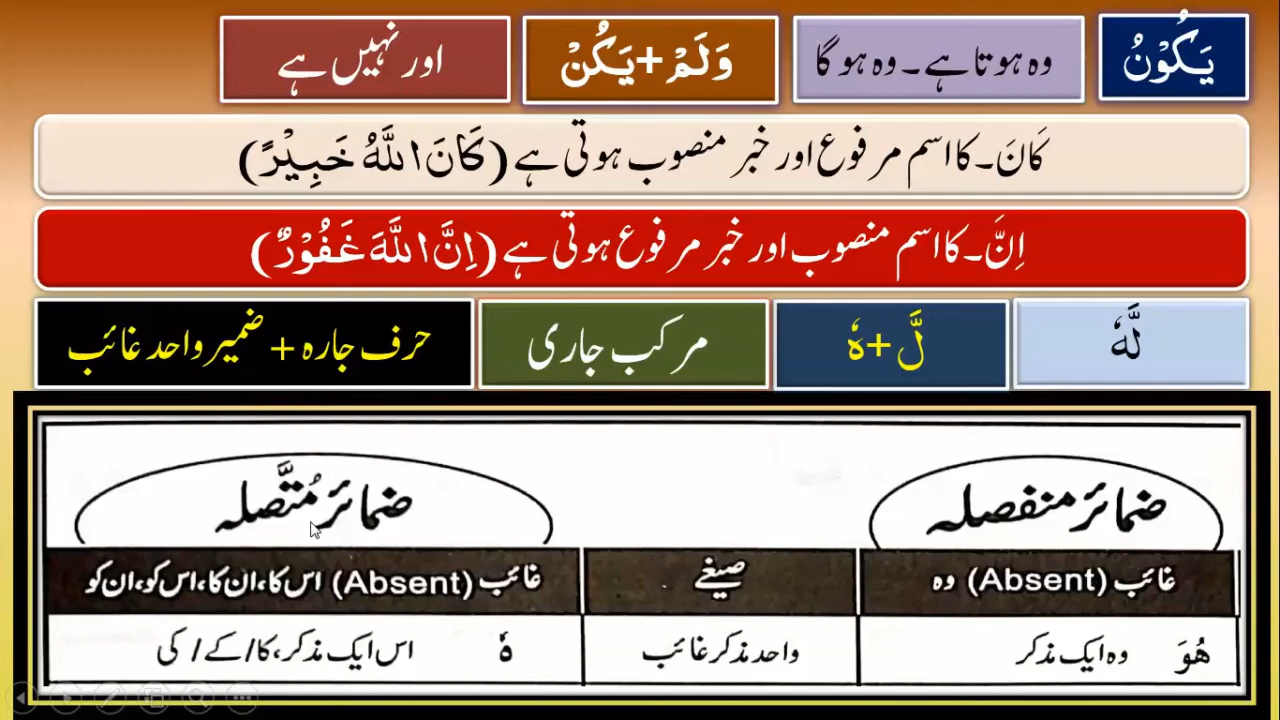 يَكُوْنُ وہ ہوتا ہے۔ وہ ہو گا وَلَمْ+يَكُنْ اور نہیں ہے
كَانَ۔ کا اسم مرفوع اور خبر منصوب ہوتی ہے (كَانَ اللّٰهُ خَبِيْرً)
اِنَّ۔ کا اسم منصوب اور خبر مرفوع ہوتی ہے (اِنَّ اللّٰهَ غَفُوْرٌ)
لَّهٗ لَّ+هٗ مرکب جاری حرف جارہ + ضمیر واحد غائب
ضمائر منفصلہ ضمائر مُتَّصلہ
غائب (Absent) وہ صیغے غائب (Absent) اس کا، ان کا، اس کو، ان کو
هُوَ وہ ایک مذکر واحد مذکر غائب هٗ اس ایک مذکر، کا/ کے/ کی